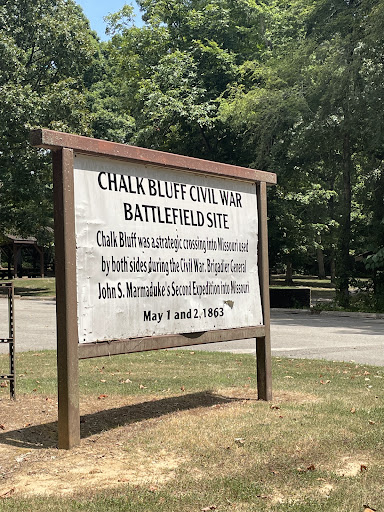 CHALK BLUFF CIVIL WAR
BATTLEFIELD SITE
Chalk Bluff was a strategic crossing into Missouri used
by both sides during the Civil War. Brigadier General
John S. Marmaduke's Second Expedition into Missouri
May 1 and 2, 1863